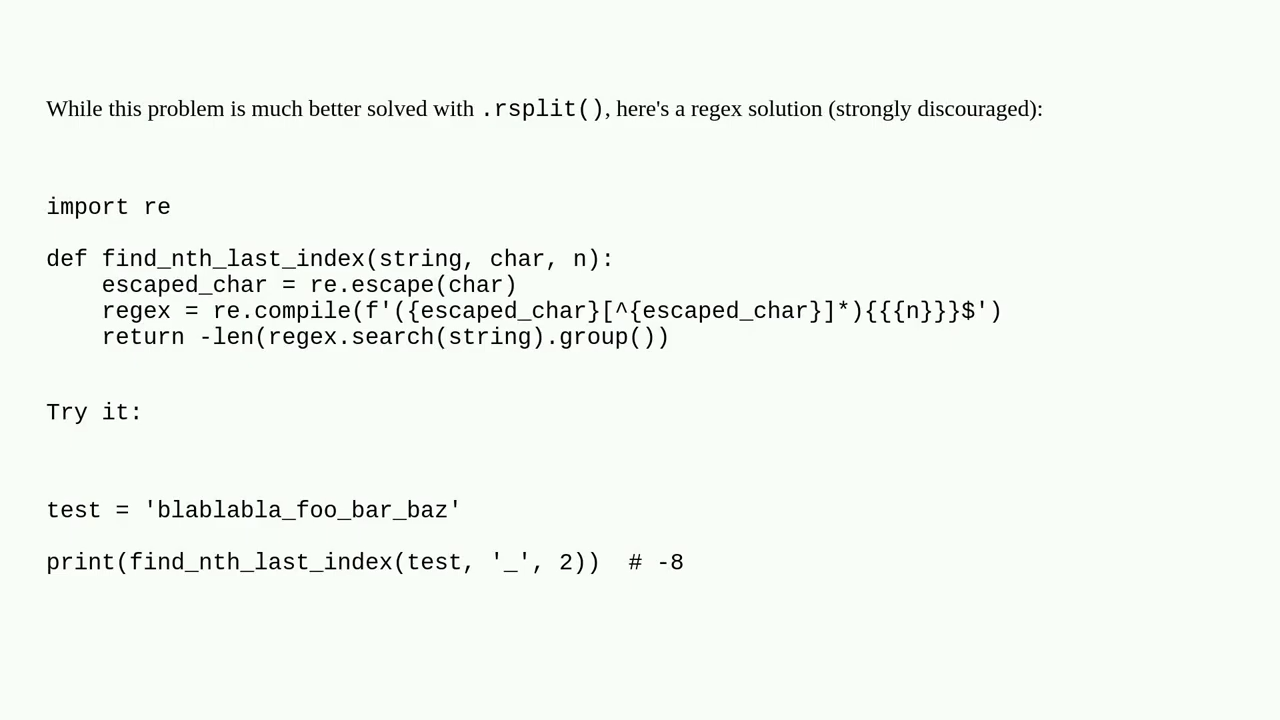 While this problem is much better solved with .rsplit(), here's a regex solution (strongly discouraged):
import re
def find_nth_last_index(string, char, n):
    escaped_char = re.escape(char)
    regex = re.compile(f'({escaped_char}[^{escaped_char}]*){{{n}}}$')
    return -len(regex.search(string).group())
Try it:
test = 'blablabla_foo_bar_baz'
print(find_nth_last_index(test, '_', 2))  # -8